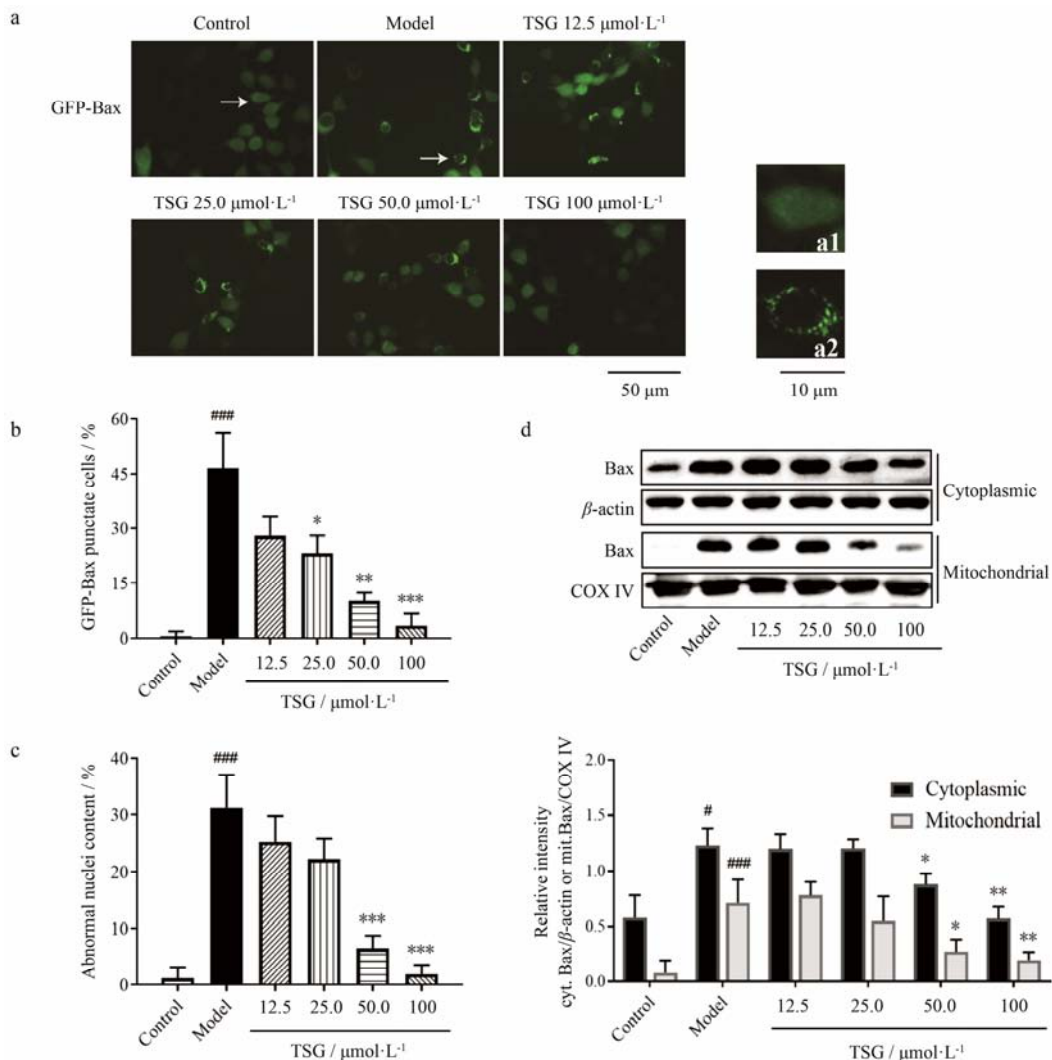 a
Control
Model
TSG 12.5 μmol·L-1
GFP-Bax
TSG 25.0 μmol·L-1
TSG 50.0 μmol·L-1
TSG 100 μmol·L-1
a1
a2
50 μm
10 μm
b
GFP-Bax punctate cells / %
60
45
30
15
0
###
*
**
***
Control
Model
12.5
25.0
50.0
100
TSG / μmol·L-1
c
Abnormal nuclei content / %
40
30
20
10
0
###
***
***
Control
Model
12.5
25.0
50.0
100
TSG / μmol·L-1
d
Bax
β-actin
Cytoplasmic
Bax
COX IV
Mitochondrial
Control
Model
12.5
25.0
50.0
100
TSG / μmol·L-1
Relative intensity
cyt. Bax/β-actin or mit.Bax/COX IV
2.0
1.5
1.0
0.5
0.0
Cytoplasmic
Mitochondrial
#
###
*
*
**
**
Control
Model
12.5
25.0
50.0
100
TSG / μmol·L-1